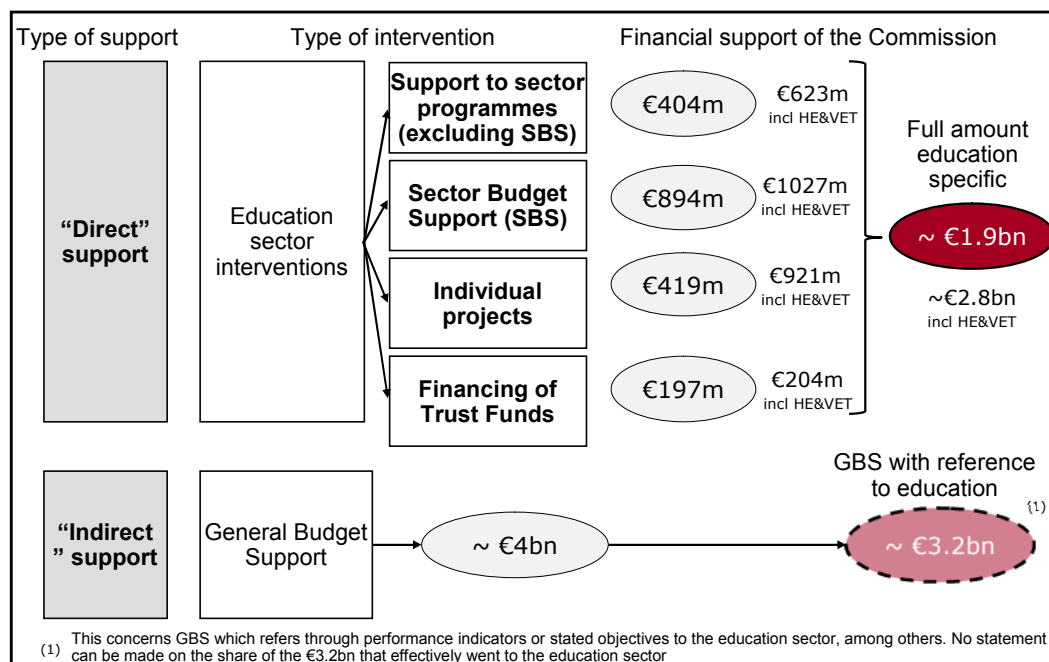 Type of support
Type of intervention
Financial support of the Commission
“Direct”
support
Education
sector
interventions
Support to sector
programmes
(excluding SBS)
€404m
€623m
incl HE&VET
Sector Budget
Support (SBS)
€894m
€1027m
incl HE&VET
Individual
projects
€419m
€921m
incl HE&VET
Financing of
Trust Funds
€197m
€204m
incl HE&VET
Full amount
education
specific
~ €1.9bn
~€2.8bn
incl HE&VET
“Indirect
” support
General Budget
Support
~ €4bn
GBS with reference
to education
(1)
~ €3.2bn
(1) This concerns GBS which refers through performance indicators or stated objectives to the education sector, among others. No statement
can be made on the share of the €3.2bn that effectively went to the education sector